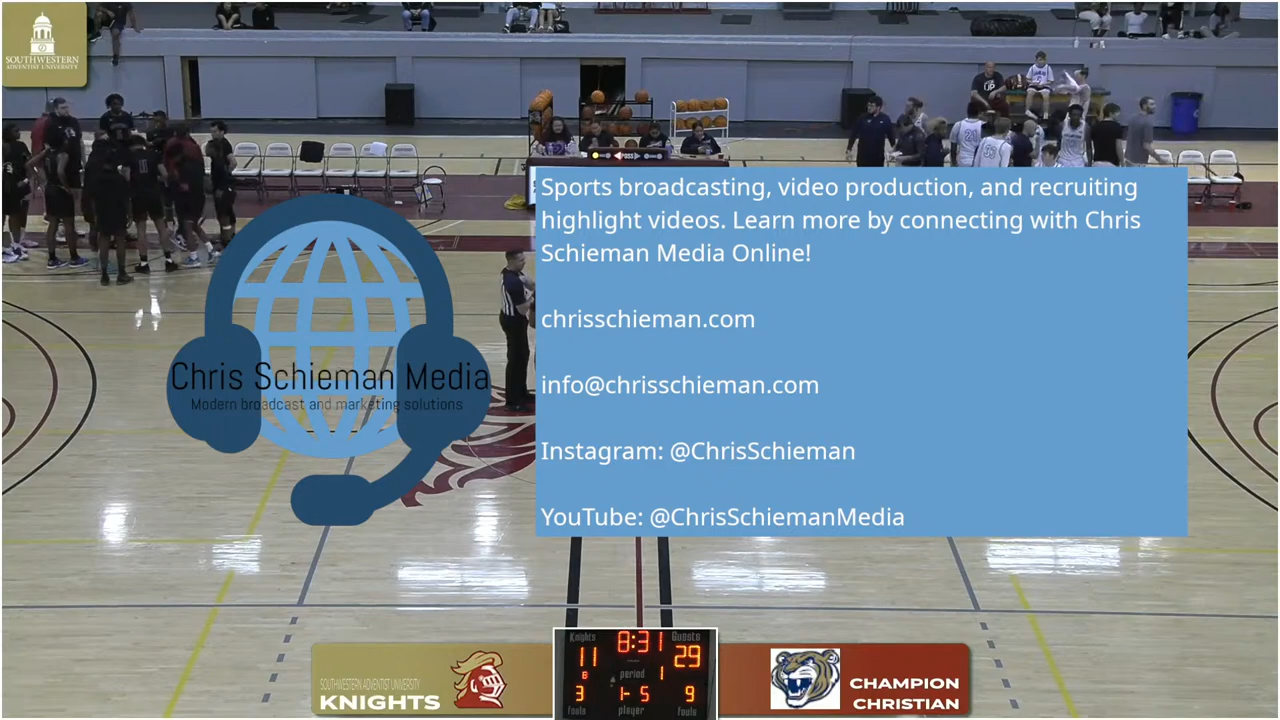 SOUTHWESTERN
ADVENTIST UNIVERSITY
POSS
21
33
Sports broadcasting, video production, and recruiting
highlight videos. Learn more by connecting with Chris
Schieman Media Online!
chrisschieman.com
info@chrisschieman.com
Instagram: @ChrisSchieman
YouTube: @ChrisSchiemanMedia
Chris Schieman Media
Modern broadcast and marketing solutions
SOUTHWESTERN ADVENTIST UNIVERSITY
KNIGHTS
Knights 8:31 Guests
11 29
B period 1
3 1-5 9
fouls player fouls
CHAMPION
CHRISTIAN